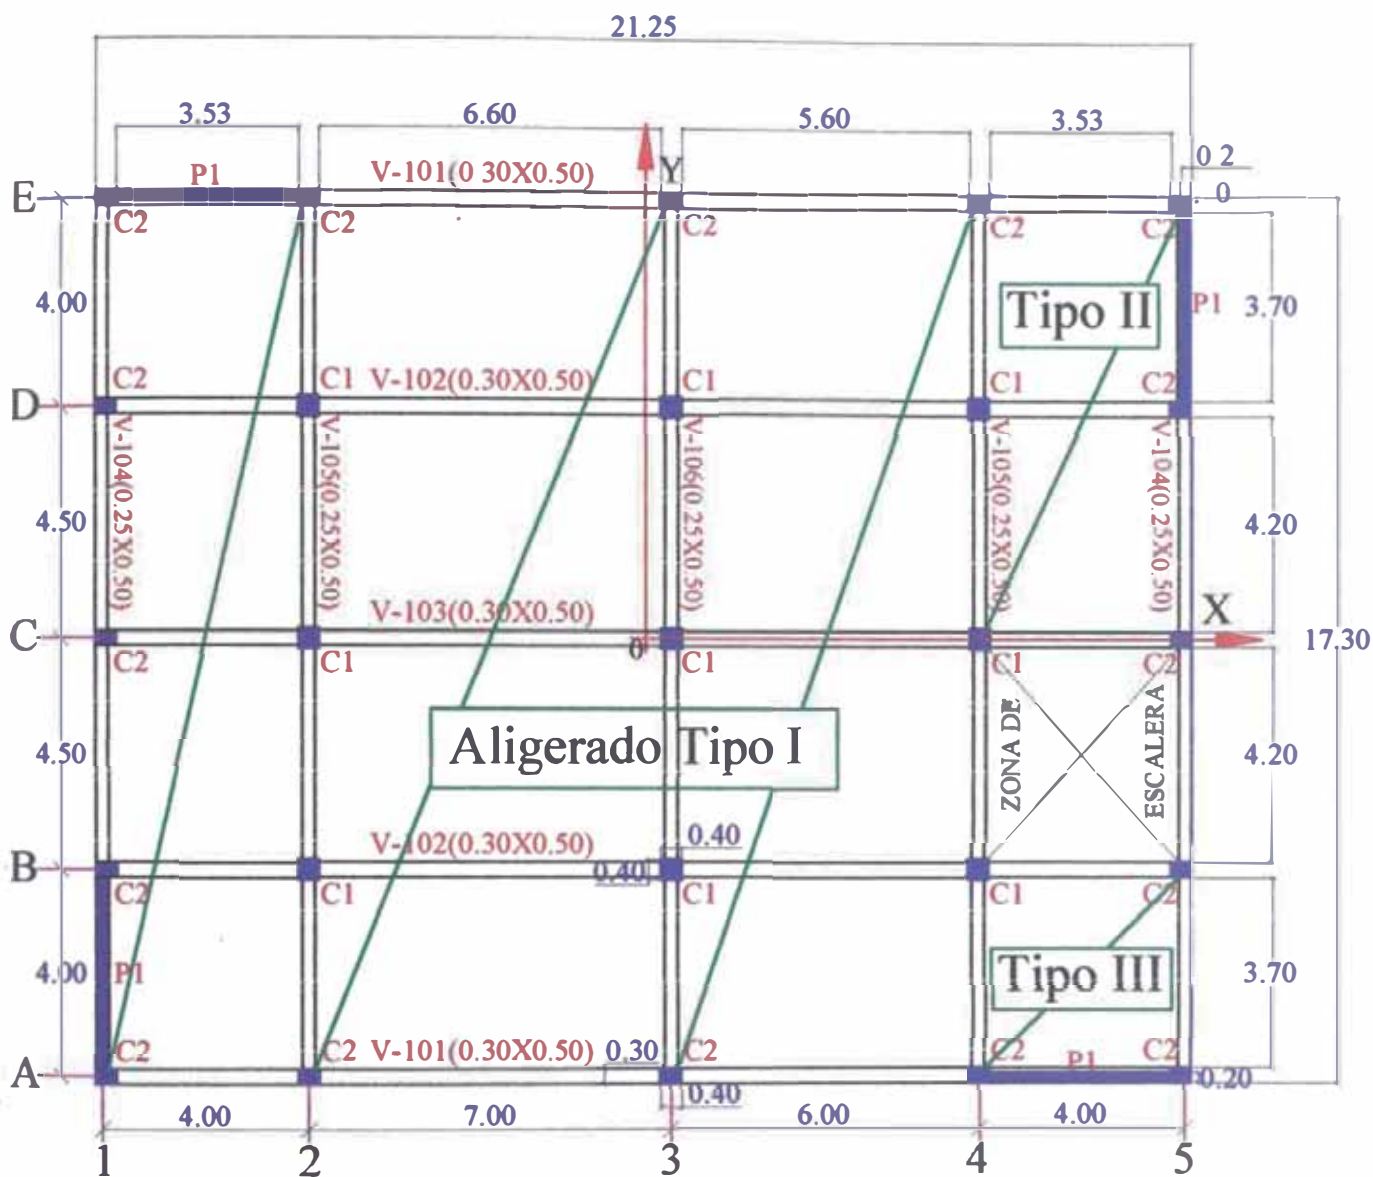 21.25
3.53 6.60 5.60 3.53
0 2
.0
P1 V-101(0 30X0.50) Y
E
C2 C2 C2 C2 C2
4.00 Tipo II P1 3.70
C2 C1 V-102(0.30X0.50) C1 C1 C2
D
V-104(0.25X0.50)
V-105(0.25X0.50)
V-106(0.25X0.50)
V-105(0.25X0.50)
V-104(0.25X0.50)
4.50 4.20
V-103(0.30X0.50) X
C 0 17.30
C2 C1 C1 C1 C2
ZONA DE
ESCALERA
4.50 Aligerado Tipo I 4.20
V-102(0.30X0.50) 0.40
B 0.40
C2 C1 C1 C1 C2
4.00 P1 Tipo III 3.70
C2 C2 V-101(0.30X0.50) 0.30 C2 C2 P1 C2
A 0.20
0.40
4.00 7.00 6.00 4.00
1 2 3 4 5